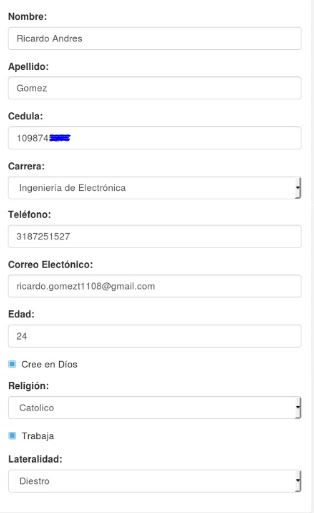 Nombre:
Ricardo Andres
Apellido:
Gomez
Cedula:
109874
Carrera:
Ingeniería de Electrónica
Teléfono:
3187251527
Correo Electónico:
ricardo.gomezt1108@gmail.com
Edad:
24
Cree en Díos
Religión:
Catolico
Trabaja
Lateralidad:
Diestro